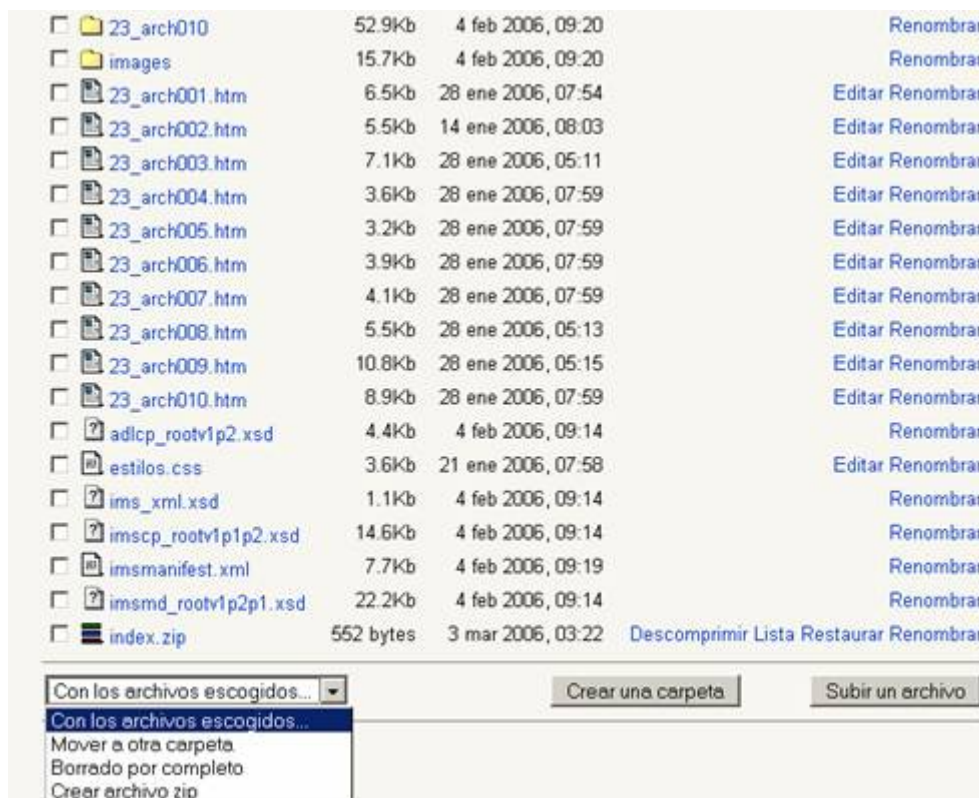 23_arch010 52.9Kb 4 feb 2006, 09:20 Renombrar
images 15.7Kb 4 feb 2006, 09:20 Renombrar
23_arch001.htm 6.5Kb 28 ene 2006, 07:54 Editar Renombrar
23_arch002.htm 5.5Kb 14 ene 2006, 08:03 Editar Renombrar
23_arch003.htm 7.1Kb 28 ene 2006, 05:11 Editar Renombrar
23_arch004.htm 3.6Kb 28 ene 2006, 07:59 Editar Renombrar
23_arch005.htm 3.2Kb 28 ene 2006, 07:59 Editar Renombrar
23_arch006.htm 3.9Kb 28 ene 2006, 07:59 Editar Renombrar
23_arch007.htm 4.1Kb 28 ene 2006, 07:59 Editar Renombrar
23_arch008.htm 5.5Kb 28 ene 2006, 05:13 Editar Renombrar
23_arch009.htm 10.8Kb 28 ene 2006, 05:15 Editar Renombrar
23_arch010.htm 8.9Kb 28 ene 2006, 07:59 Editar Renombrar
adlcp_rootv1p2.xsd 4.4Kb 4 feb 2006, 09:14 Renombrar
estilos.css 3.6Kb 21 ene 2006, 07:58 Editar Renombrar
ims_xml.xsd 1.1Kb 4 feb 2006, 09:14 Renombrar
imscp_rootv1p1p2.xsd 14.6Kb 4 feb 2006, 09:14 Renombrar
imsmanifest.xml 7.7Kb 4 feb 2006, 09:19 Renombrar
imsmd_rootv1p2p1.xsd 22.2Kb 4 feb 2006, 09:14 Renombrar
index.zip 552 bytes 3 mar 2006, 03:22 Descomprimir Lista Restaurar Renombrar
Con los archivos escogidos... Crear una carpeta Subir un archivo
Con los archivos escogidos...
Mover a otra carpeta
Borrado por completo
Crear archivo zip